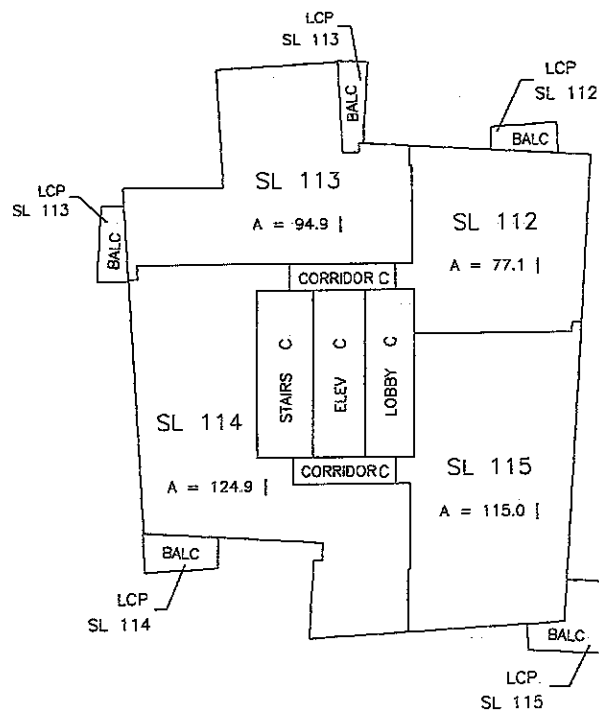 LCP
SL 113
BALC
LCP
SL 112
BALC
LCP
SL 113
BALC
SL 113
A = 94.9
SL 112
A = 77.1
CORRIDOR C
STAIRS C
ELEV C
LOBBY C
SL 114
A = 124.9
CORRIDOR C
SL 115
A = 115.0
BALC
LCP
SL 114
BALC
LCP.
SL 115